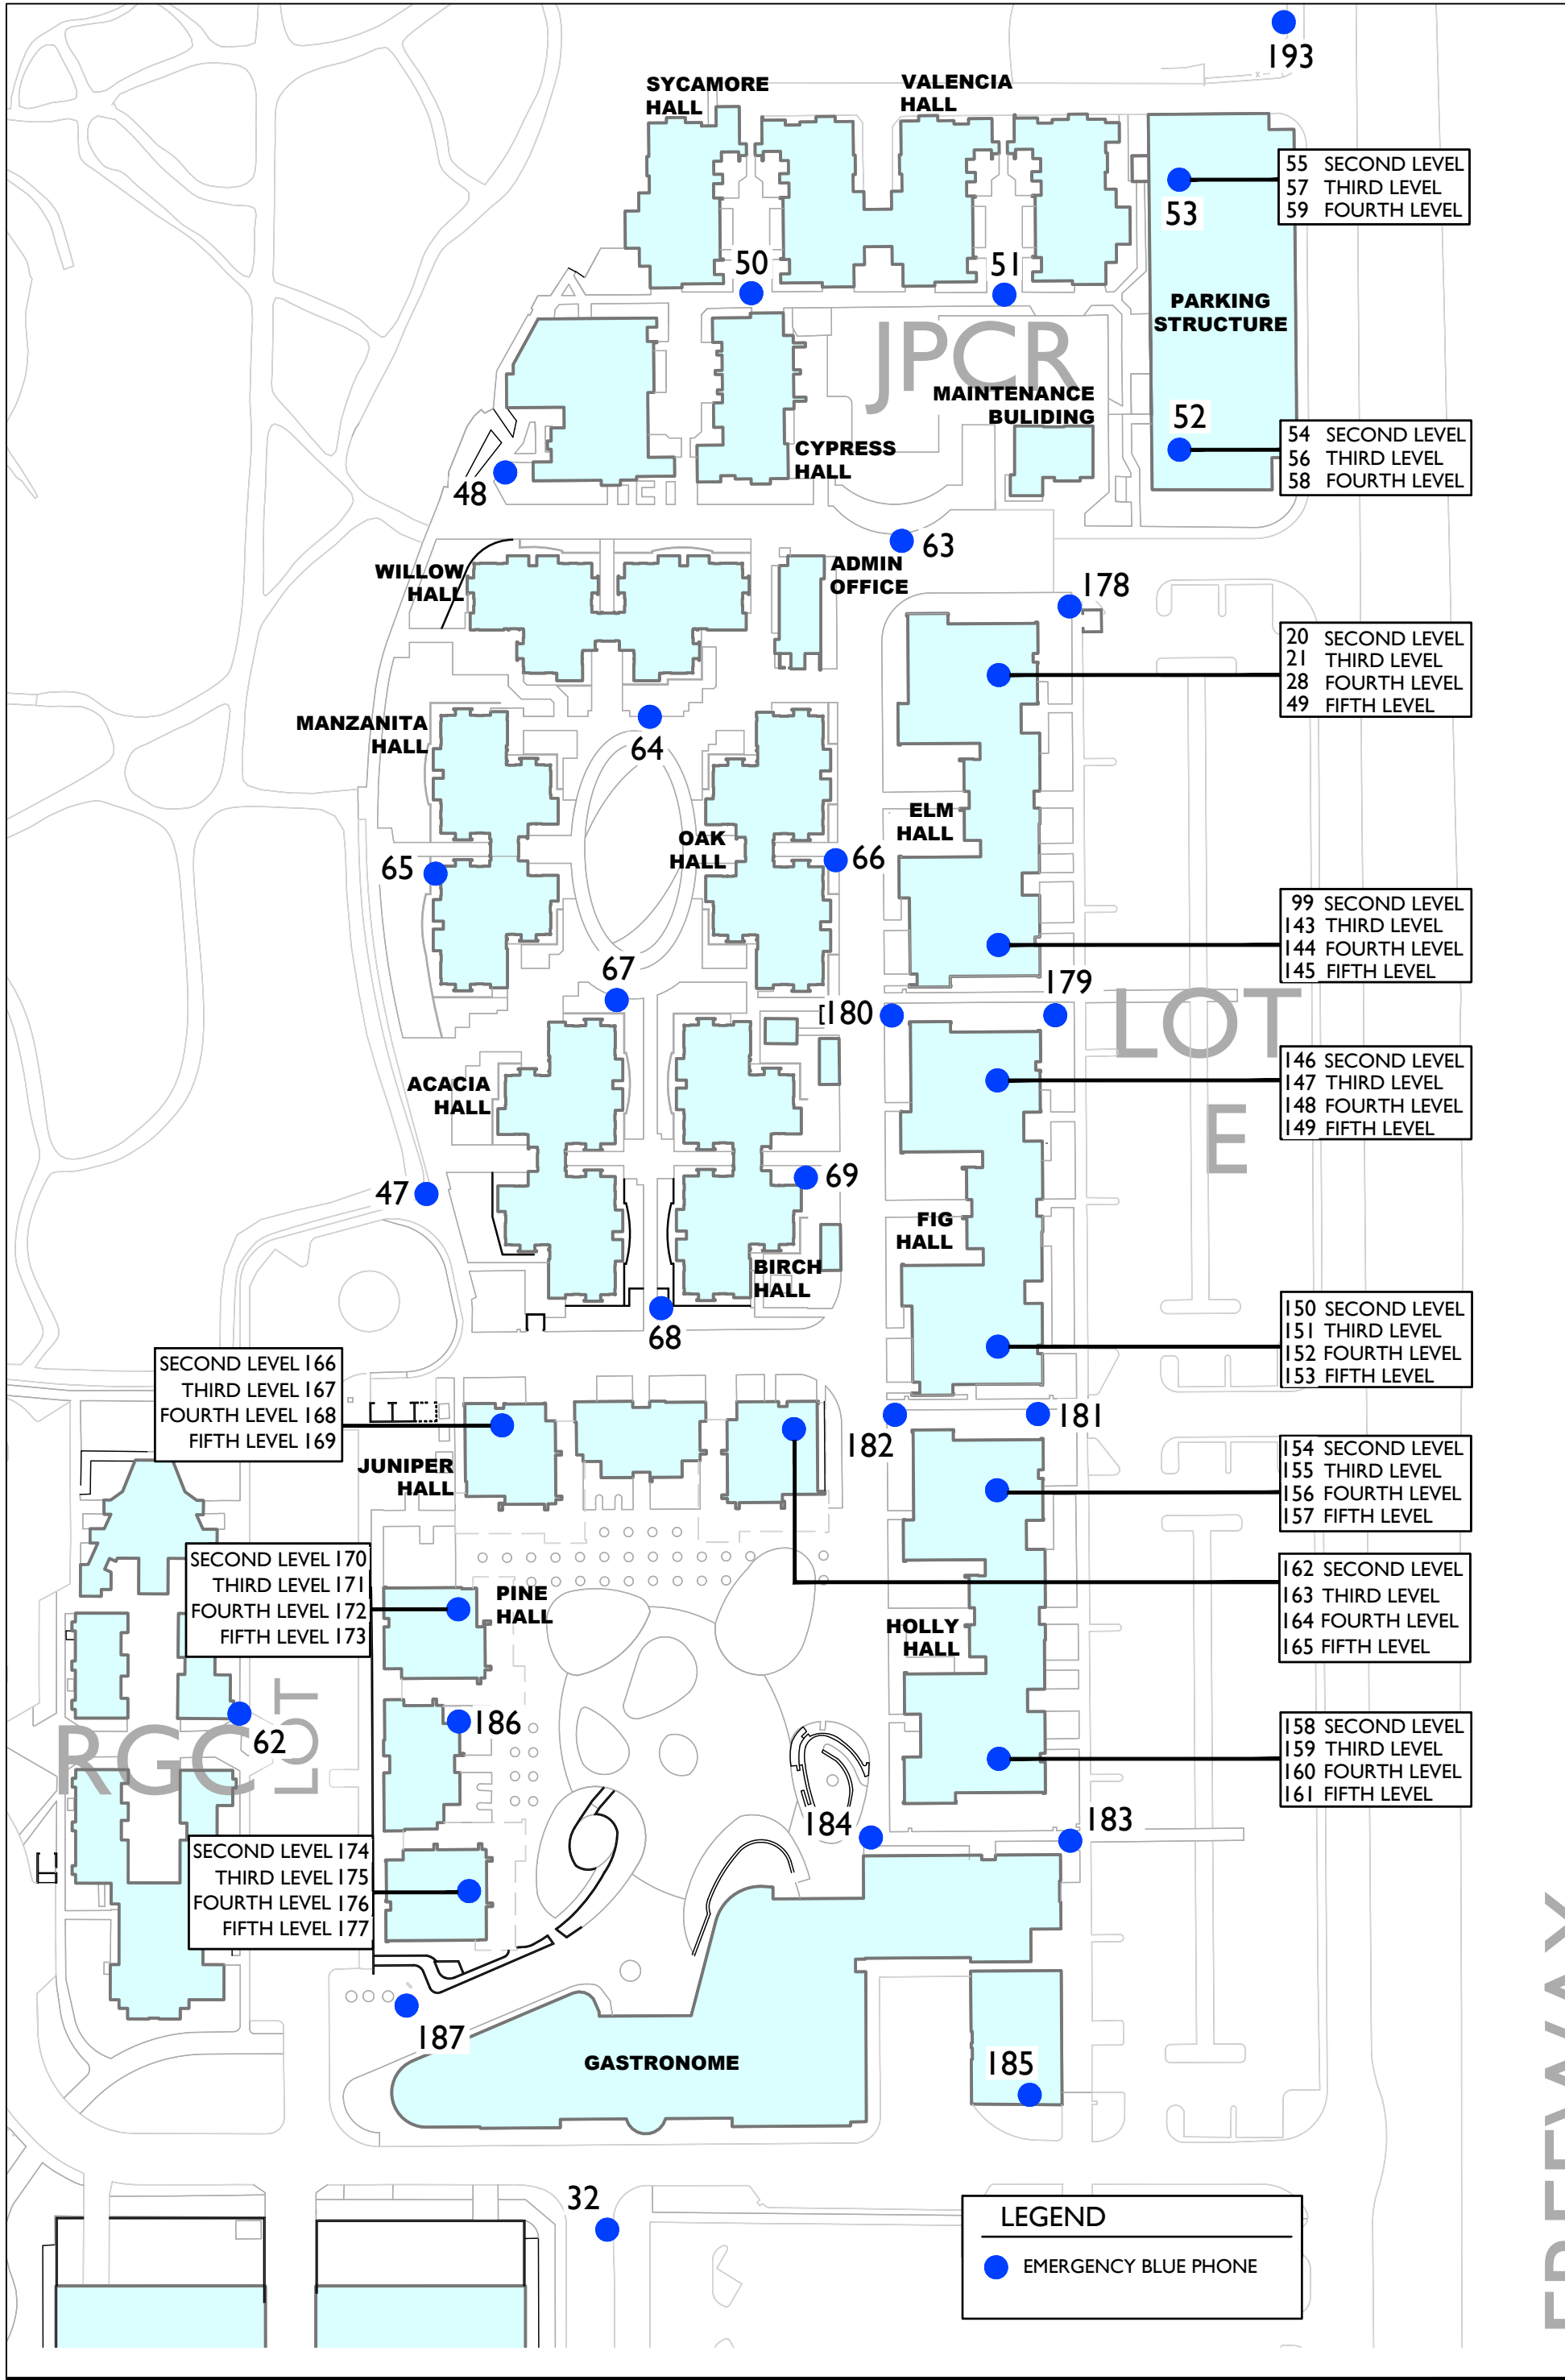 193
SYCAMORE
HALL
VALENCIA
HALL
55 SECOND LEVEL
57 THIRD LEVEL
59 FOURTH LEVEL
53
50
51
PARKING
STRUCTURE
JPCR
MAINTENANCE
BULIDING
52
54 SECOND LEVEL
56 THIRD LEVEL
58 FOURTH LEVEL
CYPRESS
HALL
48
63
WILLOW
HALL
ADMIN
OFFICE
178
20 SECOND LEVEL
21 THIRD LEVEL
28 FOURTH LEVEL
49 FIFTH LEVEL
MANZANITA
HALL
64
ELM
HALL
OAK
HALL
65
66
99 SECOND LEVEL
143 THIRD LEVEL
144 FOURTH LEVEL
145 FIFTH LEVEL
67
179
180
LOT
E
146 SECOND LEVEL
147 THIRD LEVEL
148 FOURTH LEVEL
149 FIFTH LEVEL
ACACIA
HALL
47
69
FIG
HALL
BIRCH
HALL
68
150 SECOND LEVEL
151 THIRD LEVEL
152 FOURTH LEVEL
153 FIFTH LEVEL
SECOND LEVEL 166
THIRD LEVEL 167
FOURTH LEVEL 168
FIFTH LEVEL 169
181
182
JUNIPER
HALL
154 SECOND LEVEL
155 THIRD LEVEL
156 FOURTH LEVEL
157 FIFTH LEVEL
SECOND LEVEL 170
THIRD LEVEL 171
FOURTH LEVEL 172
FIFTH LEVEL 173
PINE
HALL
162 SECOND LEVEL
163 THIRD LEVEL
164 FOURTH LEVEL
165 FIFTH LEVEL
HOLLY
HALL
RGC
LOT
62
186
158 SECOND LEVEL
159 THIRD LEVEL
160 FOURTH LEVEL
161 FIFTH LEVEL
184
183
SECOND LEVEL 174
THIRD LEVEL 175
FOURTH LEVEL 176
FIFTH LEVEL 177
187
GASTRONOME
185
32
LEGEND
EMERGENCY BLUE PHONE